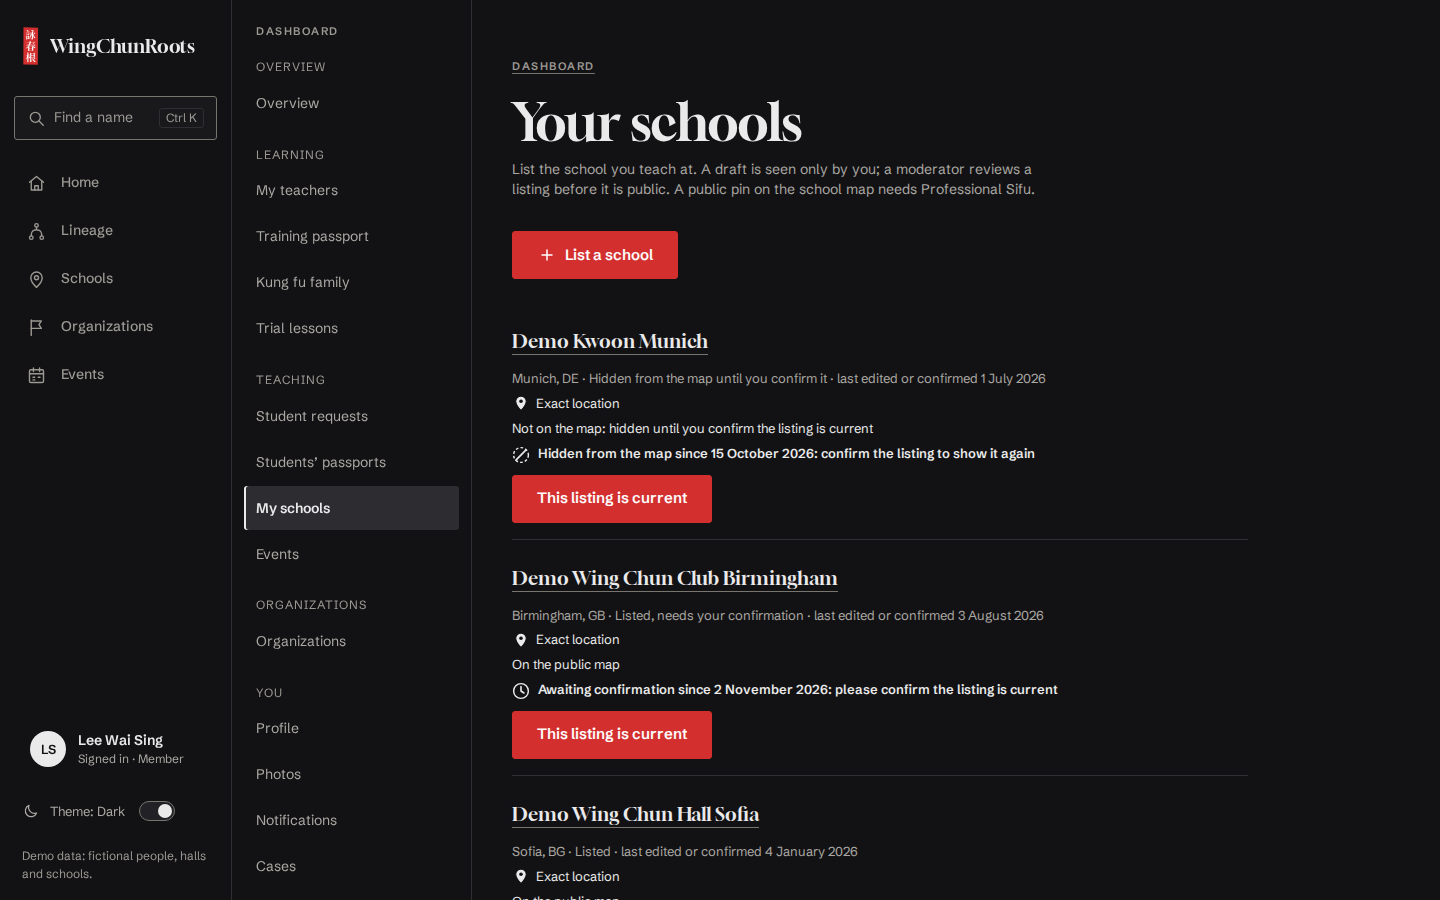 詠春根
WingChunRoots
Find a name
Ctrl K
Home
Lineage
Schools
Organizations
Events
Lee Wai Sing
LS
Signed in · Member
Theme: Dark
Demo data: fictional people, halls
and schools.
DASHBOARD
OVERVIEW
Overview
LEARNING
My teachers
Training passport
Kung fu family
Trial lessons
TEACHING
Student requests
Students’ passports
My schools
Events
ORGANIZATIONS
Organizations
YOU
Profile
Photos
Notifications
Cases
DASHBOARD
Your schools
List the school you teach at. A draft is seen only by you; a moderator reviews a
listing before it is public. A public pin on the school map needs Professional Sifu.
List a school
Demo Kwoon Munich
Munich, DE · Hidden from the map until you confirm it · last edited or confirmed 1 July 2026
Exact location
Not on the map: hidden until you confirm the listing is current
Hidden from the map since 15 October 2026: confirm the listing to show it again
This listing is current
Demo Wing Chun Club Birmingham
Birmingham, GB · Listed, needs your confirmation · last edited or confirmed 3 August 2026
Exact location
On the public map
Awaiting confirmation since 2 November 2026: please confirm the listing is current
This listing is current
Demo Wing Chun Hall Sofia
Sofia, BG · Listed · last edited or confirmed 4 January 2026
Exact location
On the public map